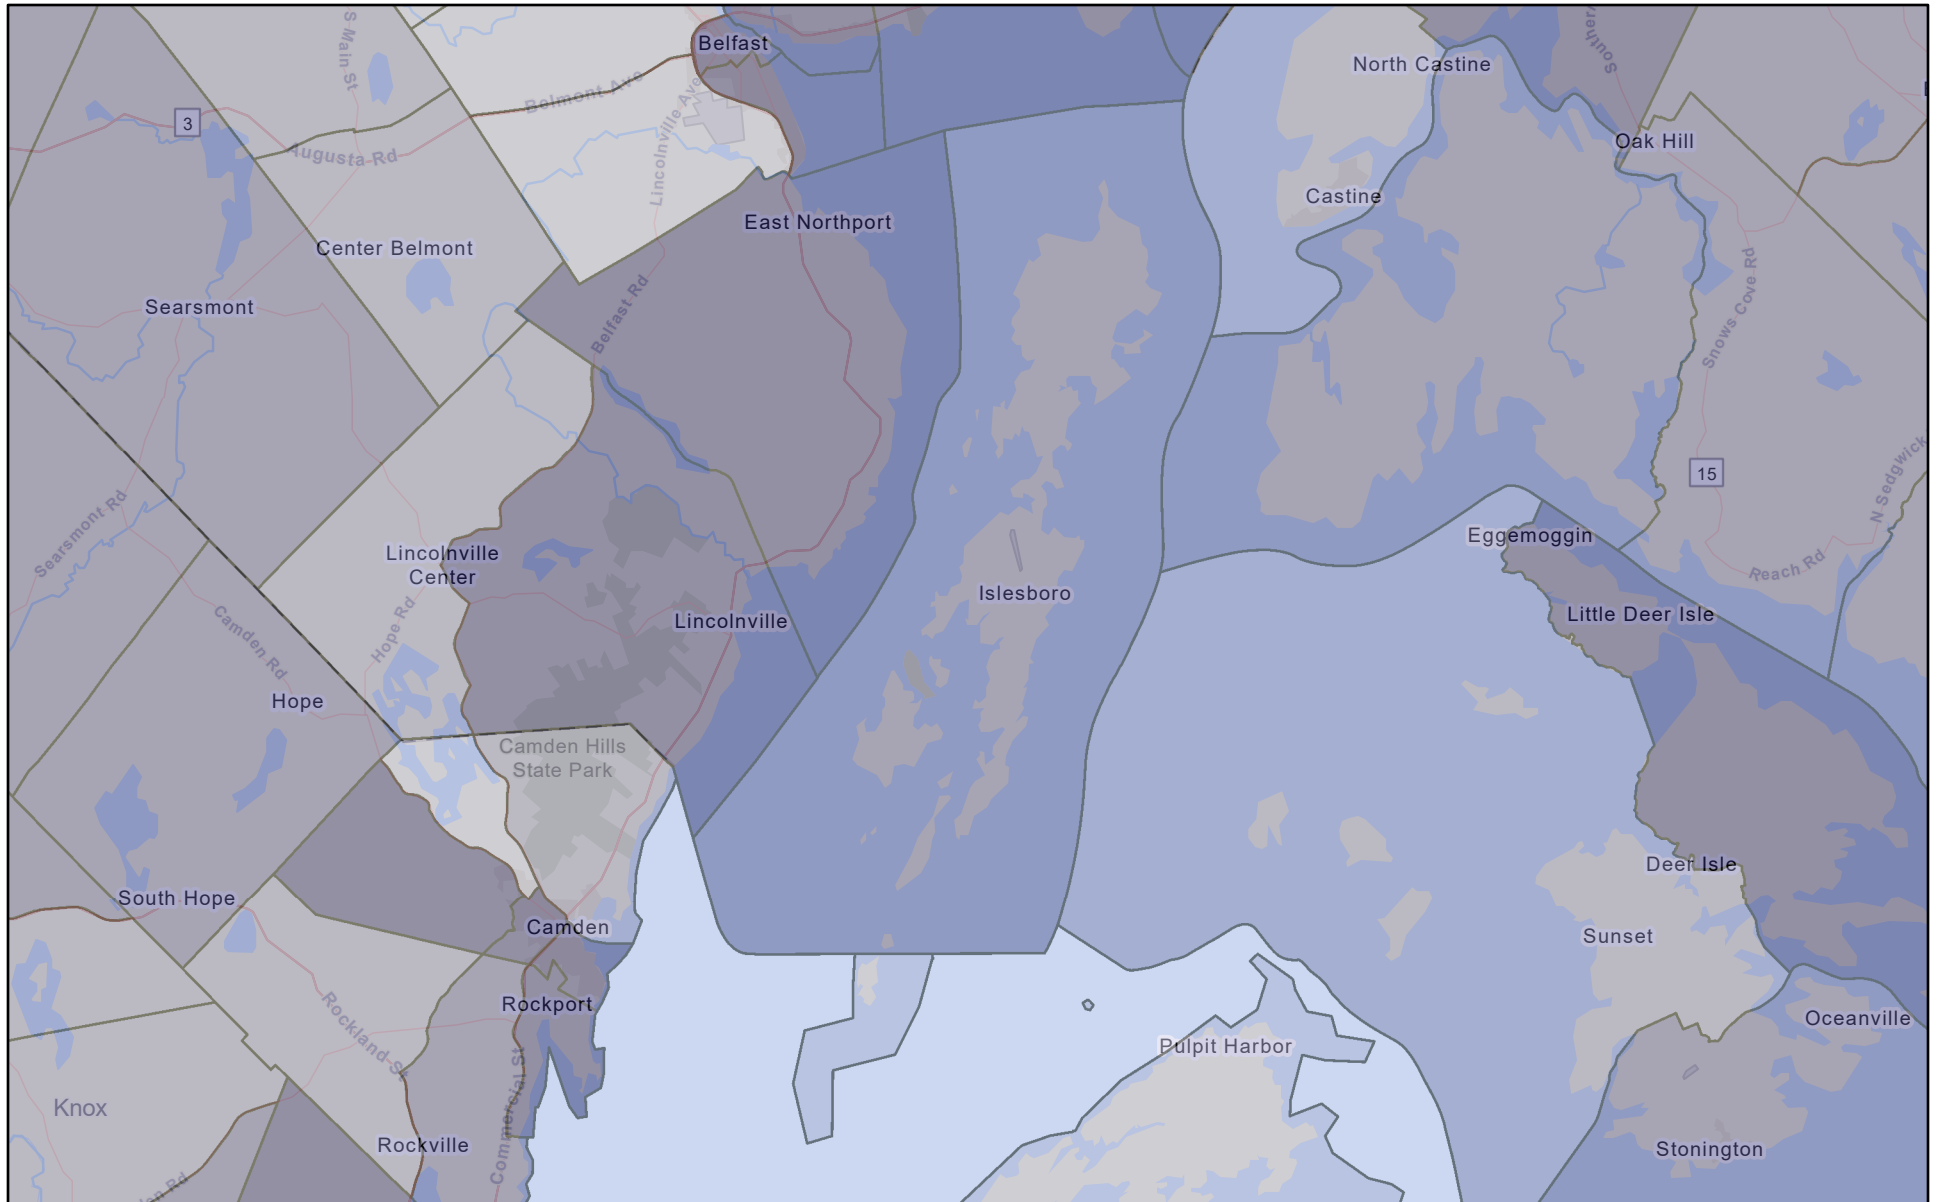 S Main St
Belfast
North Castine
Souther
Belmont Ave
3
Augusta Rd
Lincolnville Ave
Oak Hill
Castine
East Northport
Center Belmont
Searsmont
Belfast Rd
Snows Cove Rd
15
N Sedgwick
Searsmont Rd
Eggemoggin
Lincolnville
Center
Reach Rd
Islesboro
Little Deer Isle
Lincolnville
Hope Rd
Camden Rd
Hope
Camden Hills
State Park
Deer Isle
South Hope
Camden
Sunset
Rockport
Rockland St
Oceanville
Pulpit Harbor
Knox
Commercial St
Rockville
Stonington